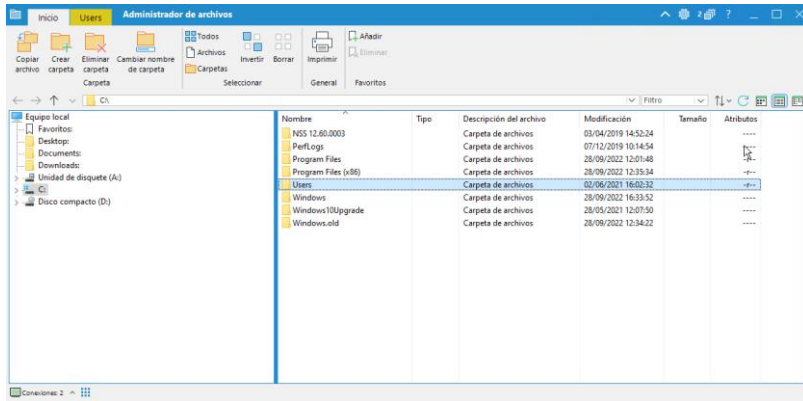 Inicio Users Administrador de archivos 2 ?
Copiar archivo Crear carpeta Eliminar carpeta Cambiar nombre de carpeta Todos Archivos Carpetas Invertir Borrar Imprimir Añadir Eliminar
Carpeta Seleccionar General Favoritos
C:\ Filtro
Equipo local
Favoritos:
Desktop:
Documents:
Downloads:
Unidad de disquete (A:)
C:
Disco compacto (D:)
Nombre Tipo Descripción del archivo Modificación Tamaño Atributos
NSS 12.60.0003 Carpeta de archivos 03/04/2019 14:52:24 ----
PerfLogs Carpeta de archivos 07/12/2019 10:14:54
Program Files Carpeta de archivos 28/09/2022 12:01:48
Program Files (x86) Carpeta de archivos 28/09/2022 12:35:34 -r--
Users Carpeta de archivos 02/06/2021 16:02:32 -r--
Windows Carpeta de archivos 28/09/2022 16:33:52 ----
Windows10Upgrade Carpeta de archivos 28/05/2021 12:07:50 ----
Windows.old Carpeta de archivos 28/09/2022 12:34:22 ----
Conexiones: 2